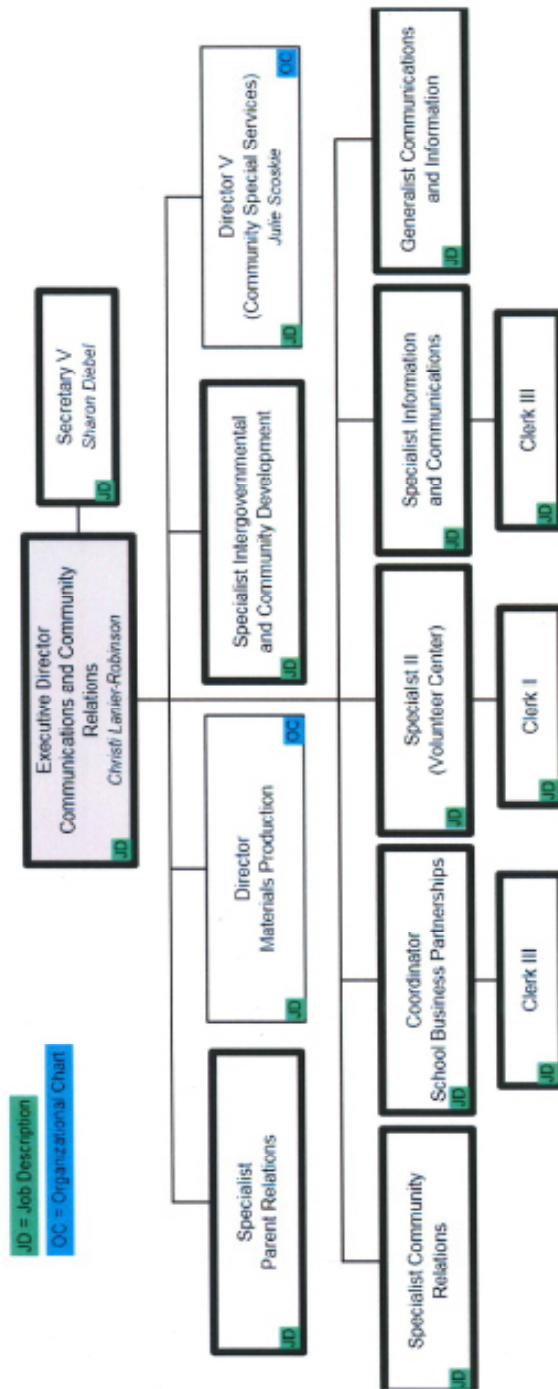 JD = Job Description
OC = Organizational Chart
Executive Director
Communications and Community
Relations
Christi Lanier-Robinson
JD
Secretary V
Sharon Diebel
JD
Specialist
Parent Relations
JD
Director
Materials Production
JD
OC
Specialist Intergovernmental
and Community Development
JD
Director V
(Community Special Services)
Julie Scoskie
JD
OC
Specialist Community
Relations
JD
Coordinator
School Business Partnerships
JD
Specialst II
(Volunteer Center)
JD
Specialist Information
and Communications
JD
Generalist Communications
and Information
JD
Clerk III
JD
Clerk I
JD
Clerk III
JD